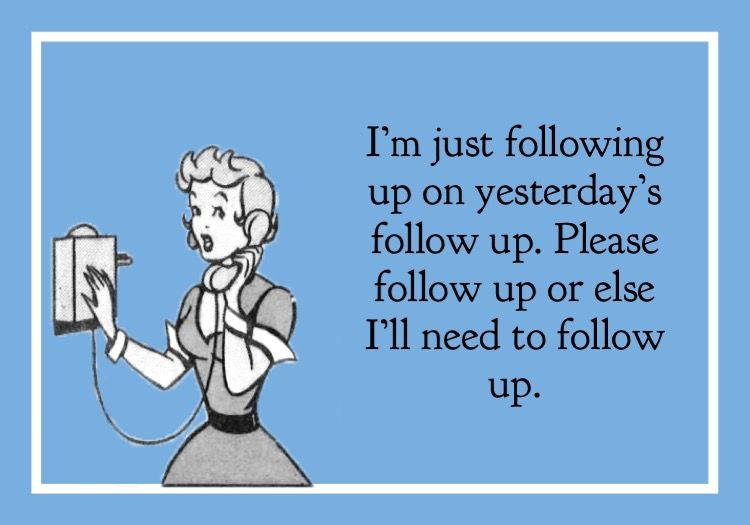 I’m just following
up on yesterday’s
follow up. Please
follow up or else
I’ll need to follow
up.